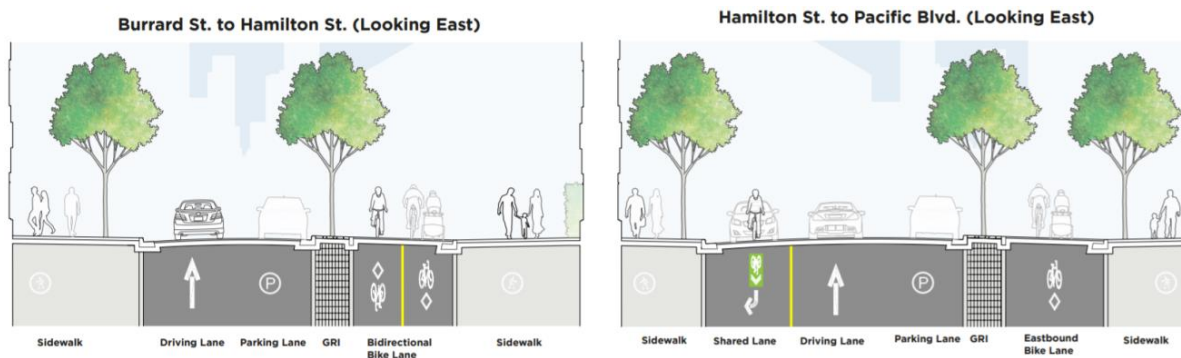 Burrard St. to Hamilton St. (Looking East)
P
Sidewalk Driving Lane Parking Lane GRI Bidirectional Bike Lane Sidewalk
Hamilton St. to Pacific Blvd. (Looking East)
P
Sidewalk Shared Lane Driving Lane Parking Lane GRI Eastbound Bike Lane Sidewalk